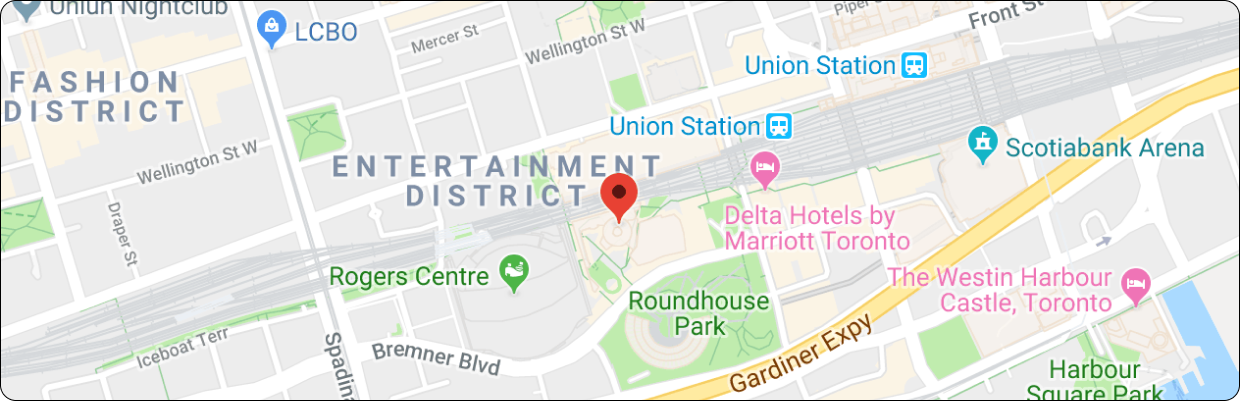 Uniun Nightclub
LCBO
Mercer St
Wellington St W
Piper St
Front St
Union Station
FASHION
DISTRICT
Union Station
Scotiabank Arena
Wellington St W
ENTERTAINMENT
DISTRICT
Draper St
Delta Hotels by
Marriott Toronto
Rogers Centre
The Westin Harbour
Castle, Toronto
Roundhouse
Park
Iceboat Terr
Spadina
Bremner Blvd
Gardiner Expy
Harbour
Square Park